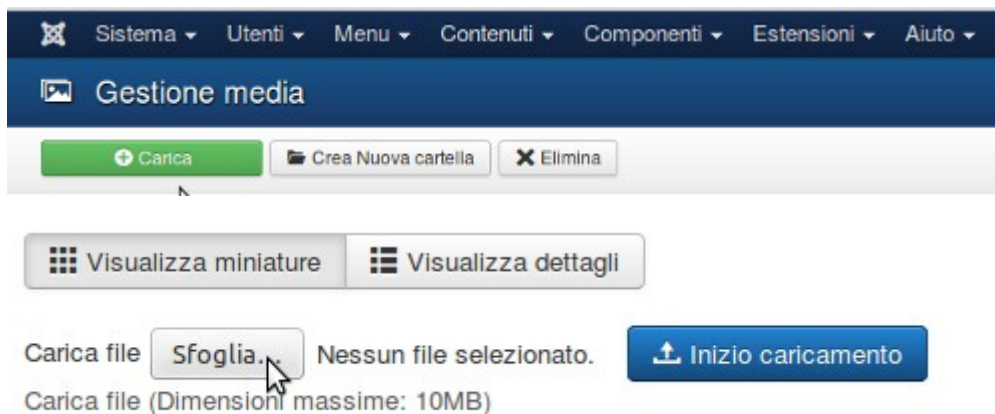 Sistema Utenti Menu Contenuti Componenti Estensioni Aiuto
Gestione media
Carica Crea Nuova cartella Elimina
Visualizza miniature Visualizza dettagli
Carica file Sfoglia... Nessun file selezionato. Inizio caricamento
Carica file (Dimensioni massime: 10MB)